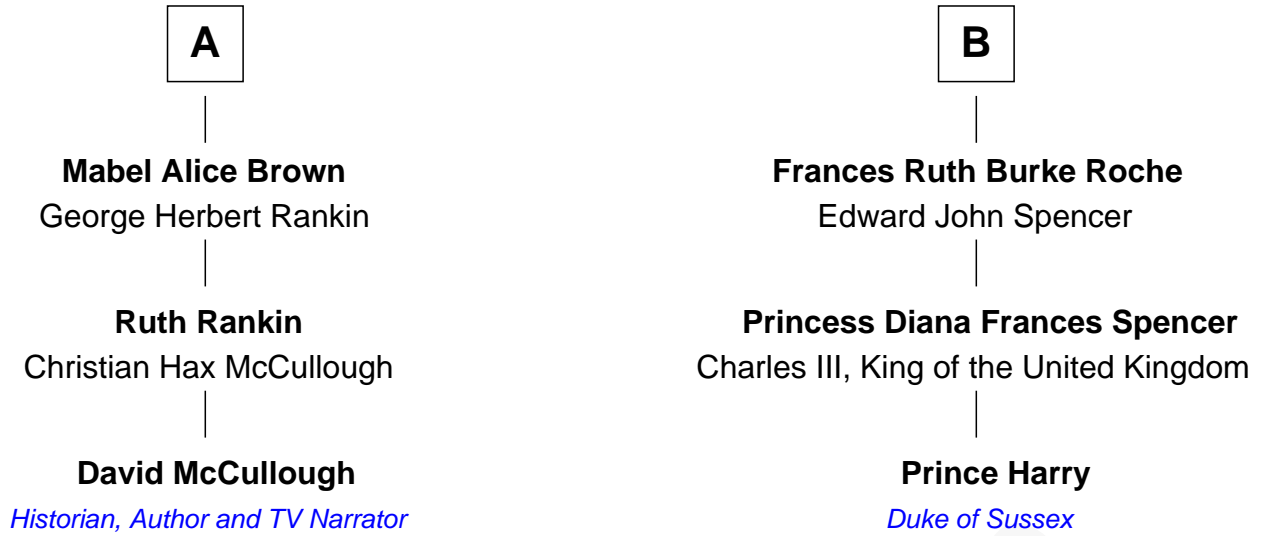 A
Mabel Alice Brown
George Herbert Rankin
Ruth Rankin
Christian Hax McCullough
David McCullough
Historian, Author and TV Narrator
B
Frances Ruth Burke Roche
Edward John Spencer
Princess Diana Frances Spencer
Charles III, King of the United Kingdom
Prince Harry
Duke of Sussex